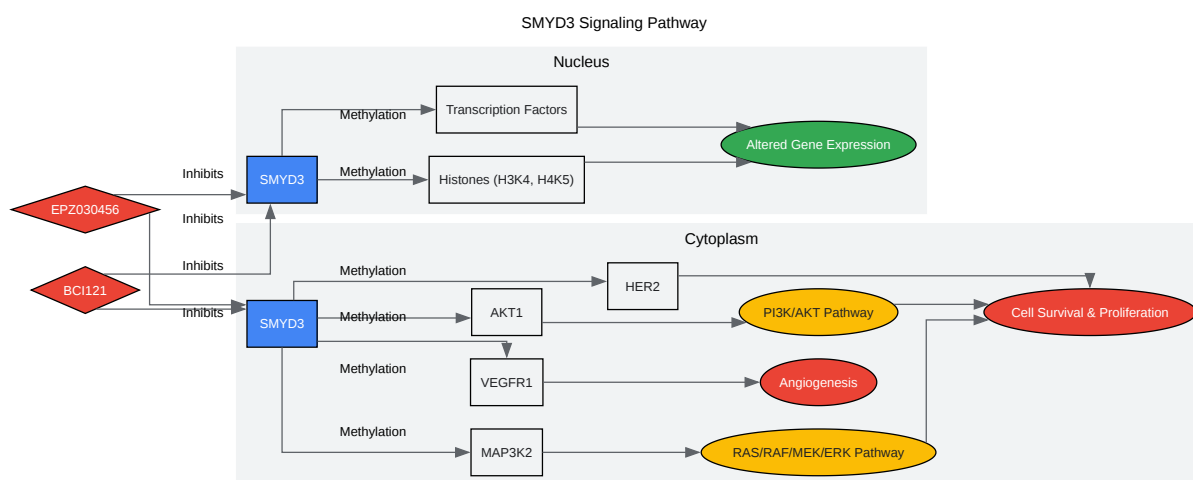 SMYD3 Signaling Pathway
Nucleus
Methylation
Transcription Factors
Altered Gene Expression
Inhibits
SMYD3
Methylation
Histones (H3K4, H4K5)
EPZ030456
Inhibits
Cytoplasm
Inhibits
BCI121
Methylation
HER2
Inhibits
SMYD3
Methylation
AKT1
PI3K/AKT Pathway
Cell Survival & Proliferation
Methylation
VEGFR1
Angiogenesis
Methylation
MAP3K2
RAS/RAF/MEK/ERK Pathway